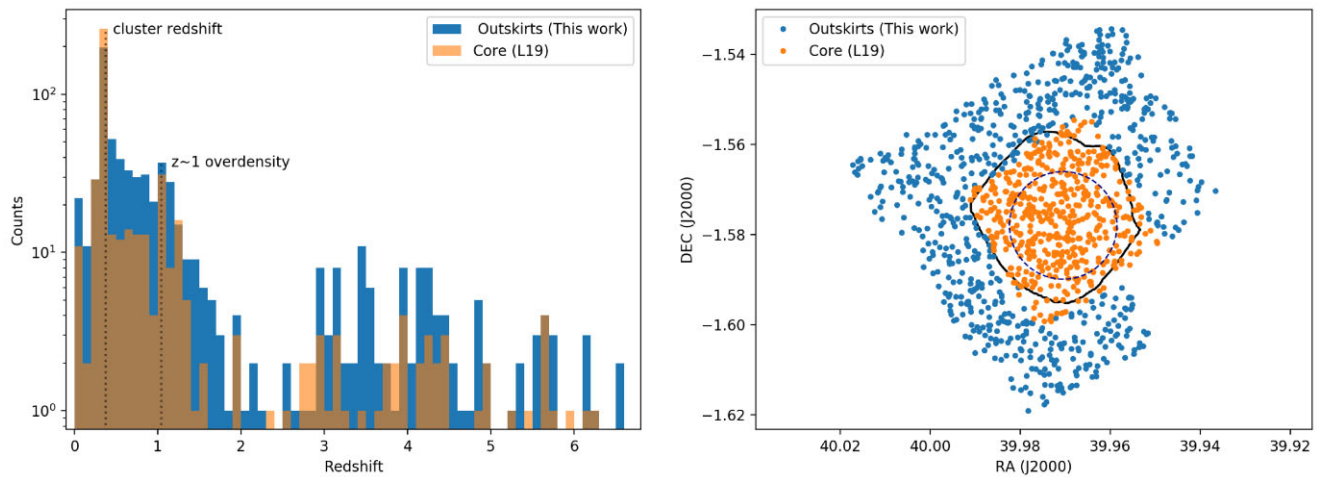 Outskirts (This work)
Core (L19)
cluster redshift
z~1 overdensity
10²
10¹
10⁰
Counts
0 1 2 3 4 5 6
Redshift
Outskirts (This work)
Core (L19)
−1.54
−1.56
−1.58
−1.60
−1.62
DEC (J2000)
40.02 40.00 39.98 39.96 39.94 39.92
RA (J2000)